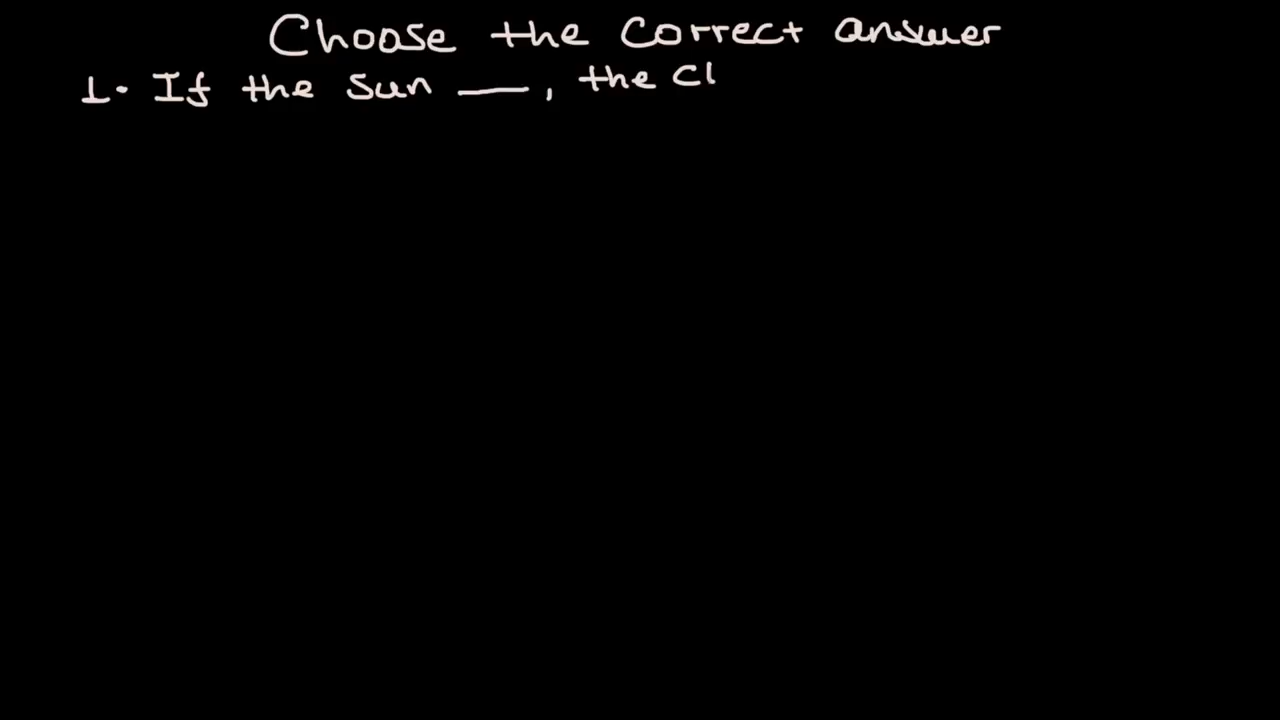 Choose the Correct answer
1. If the Sun ___, the Cl